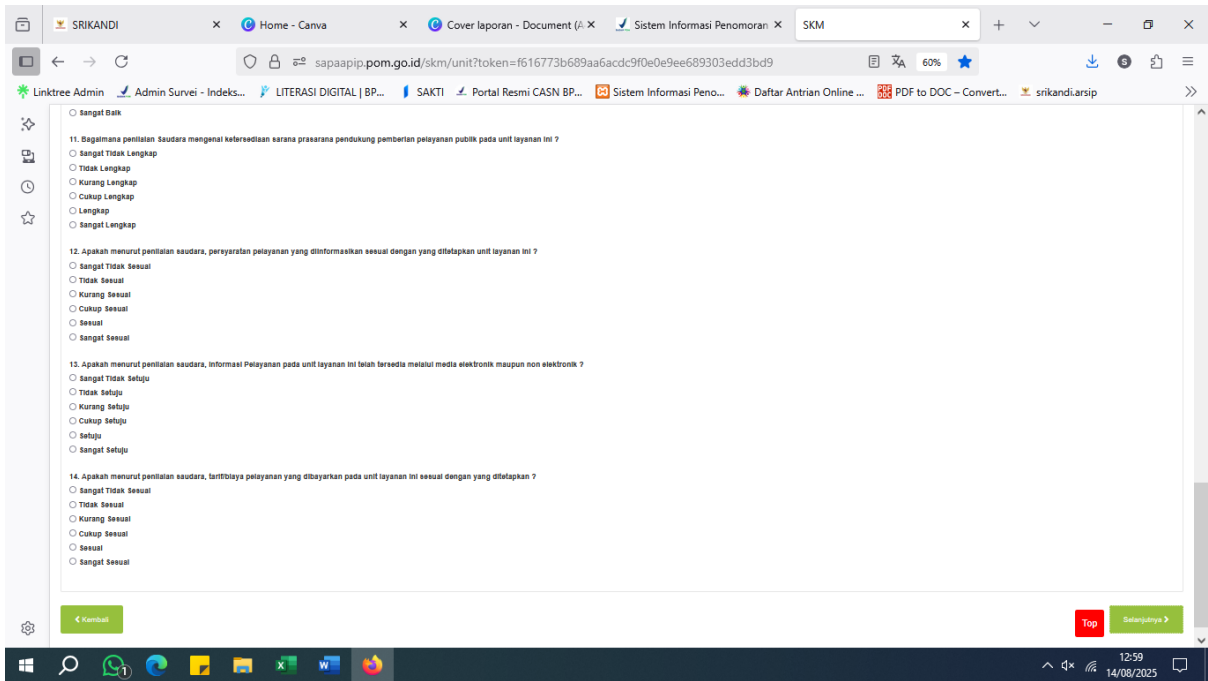 SRIKANDI
Home - Canva
Cover laporan - Document (A
Sistem Informasi Penomoran
SKM
sapaapip.pom.go.id/skm/unit?token=f616773b689aa6acdc9f0e0e9ee689303edd3bd9
60%
S
Linktree Admin
Admin Survei - Indeks...
LITERASI DIGITAL | BP...
SAKTI
Portal Resmi CASN BP...
Sistem Informasi Peno...
Daftar Antrian Online ...
PDF to DOC – Convert...
srikandi.arsip
Sangat Baik
11. Bagaimana penilaian Saudara mengenai ketersediaan sarana prasarana pendukung pemberian pelayanan publik pada unit layanan ini ?
Sangat Tidak Lengkap
Tidak Lengkap
Kurang Lengkap
Cukup Lengkap
Lengkap
Sangat Lengkap
12. Apakah menurut penilaian saudara, persyaratan pelayanan yang diinformasikan sesuai dengan yang ditetapkan unit layanan ini ?
Sangat Tidak Sesuai
Tidak Sesuai
Kurang Sesuai
Cukup Sesuai
Sesuai
Sangat Sesuai
13. Apakah menurut penilaian saudara, Informasi Pelayanan pada unit layanan ini telah tersedia melalui media elektronik maupun non elektronik ?
Sangat Tidak Setuju
Tidak Setuju
Kurang Setuju
Cukup Setuju
Setuju
Sangat Setuju
14. Apakah menurut penilaian saudara, tarif/biaya pelayanan yang dibayarkan pada unit layanan ini sesuai dengan yang ditetapkan ?
Sangat Tidak Sesuai
Tidak Sesuai
Kurang Sesuai
Cukup Sesuai
Sesuai
Sangat Sesuai
Kembali
Top
Selanjutnya
12:59
14/08/2025